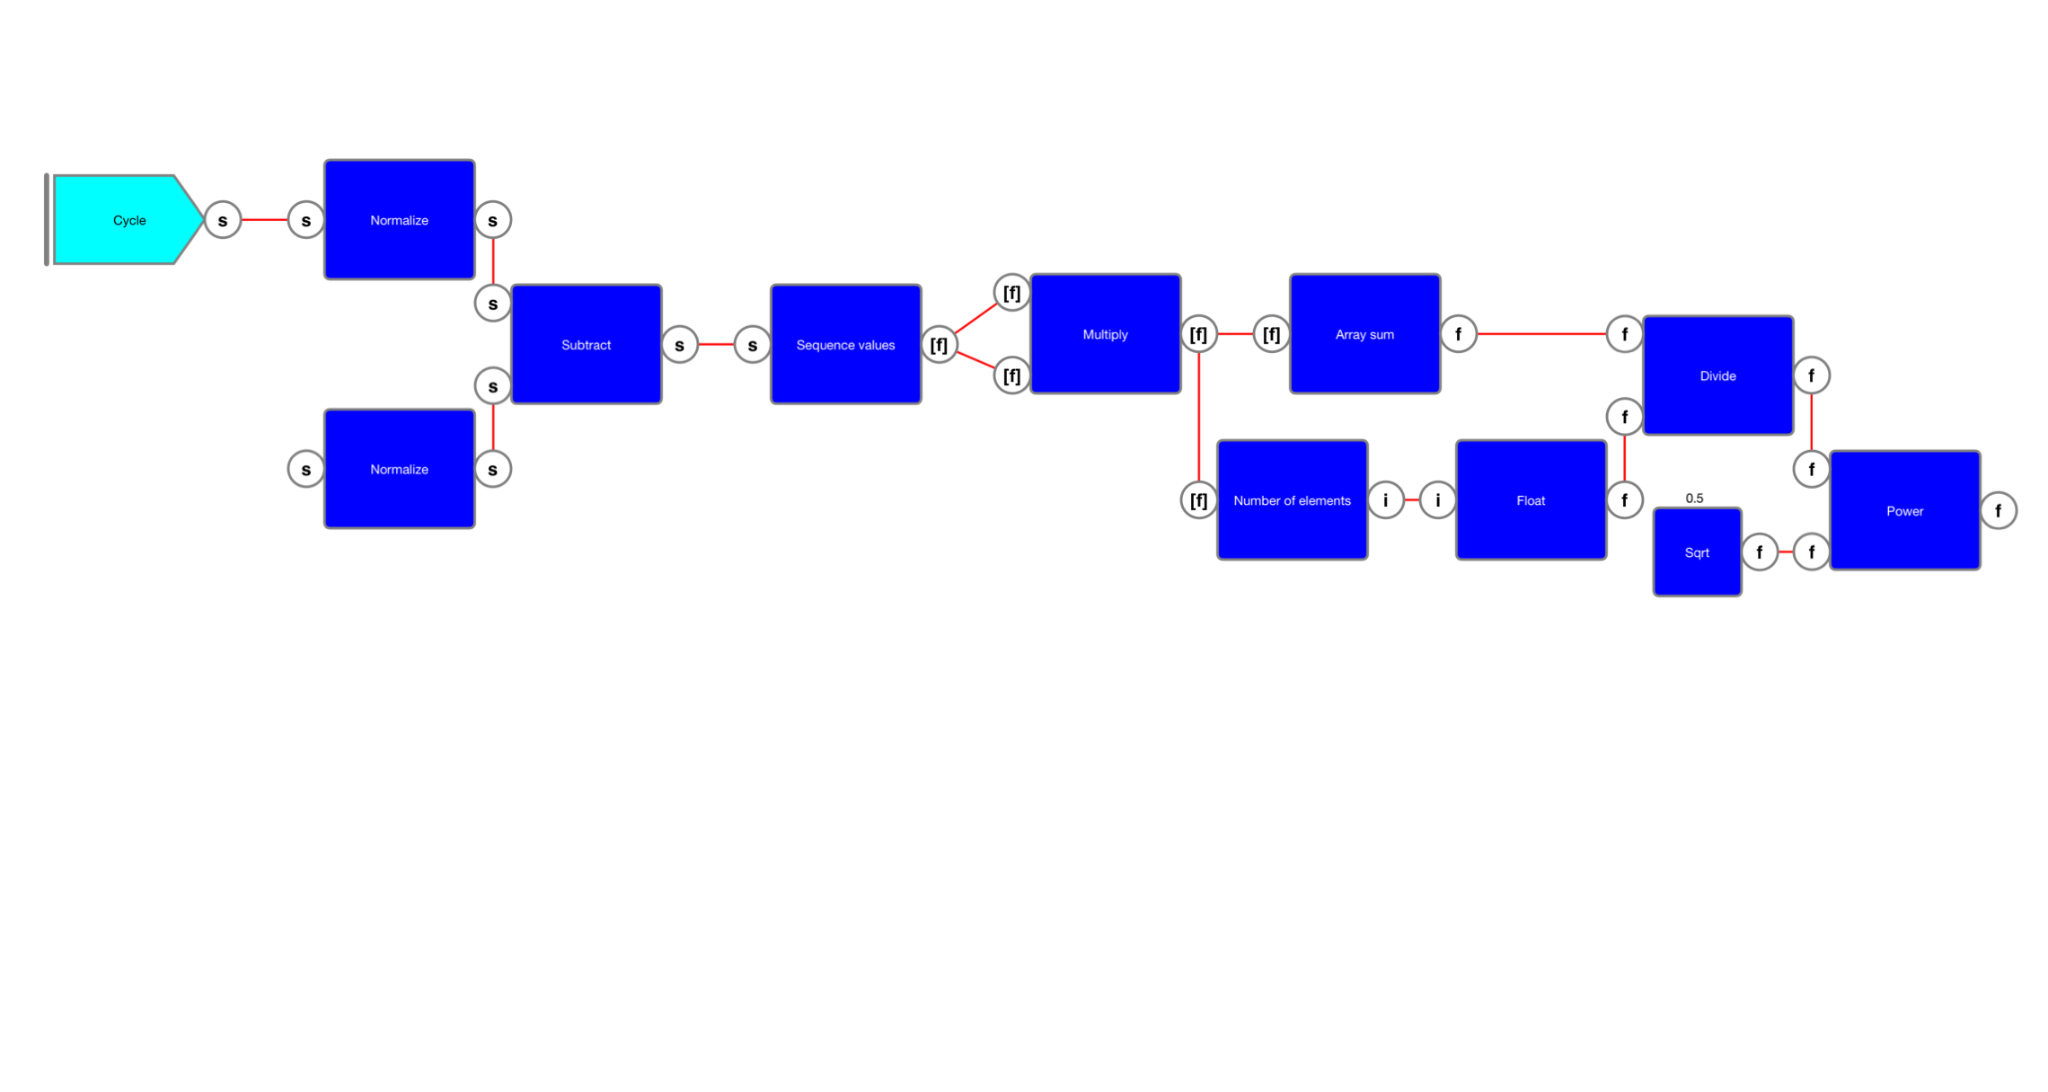 Cycle
s
s
Normalize
s
s
Subtract
s
s
Normalize
s
s
s
Sequence values
[f]
[f]
[f]
Multiply
[f]
[f]
Array sum
f
f
Divide
f
f
[f]
Number of elements
i
i
Float
f
0.5
Sqrt
f
f
f
Power
f